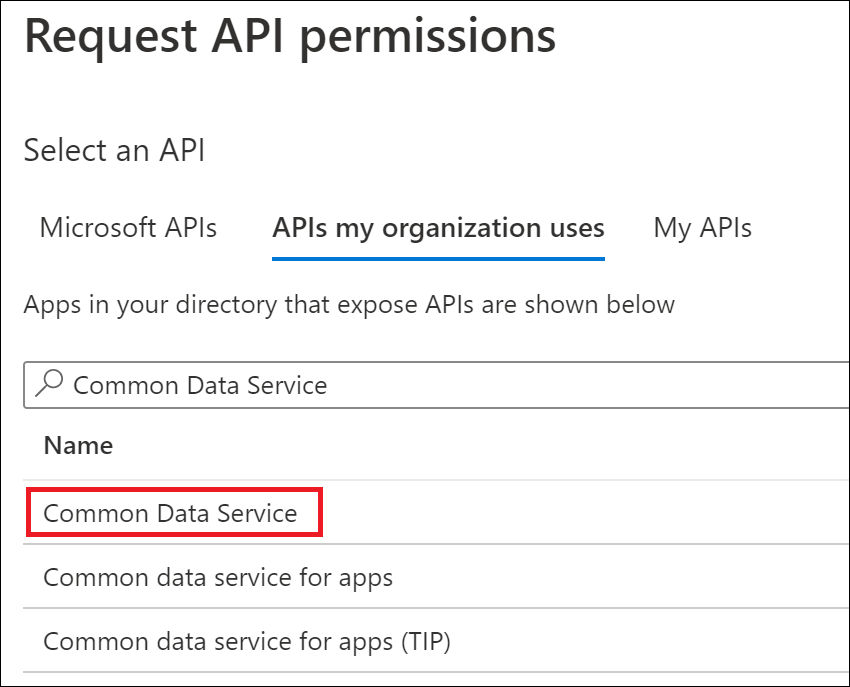 Request API permissions
Select an API
Microsoft APIs APIs my organization uses My APIs
Apps in your directory that expose APIs are shown below
Common Data Service
Name
Common Data Service
Common data service for apps
Common data service for apps (TIP)